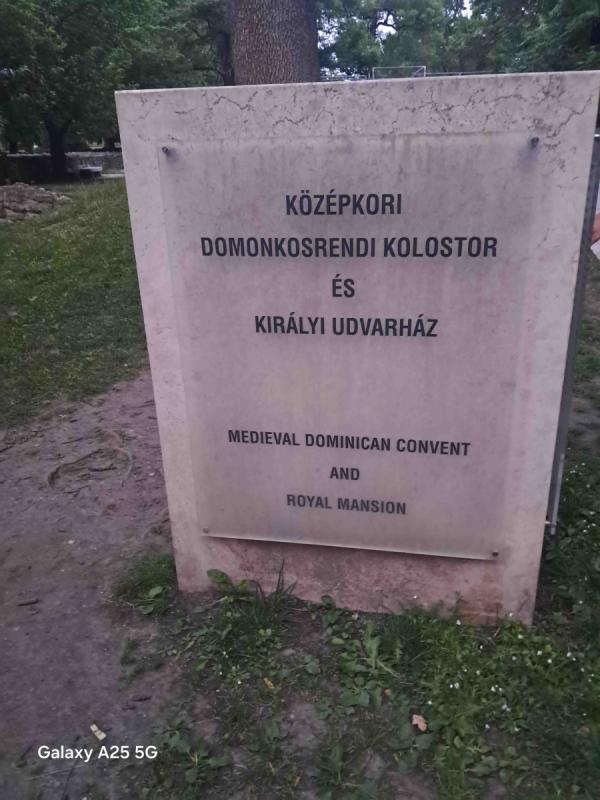 KÖZÉPKORI
DOMONKOSRENDI KOLOSTOR
ÉS
KIRÁLYI UDVARHÁZ
MEDIEVAL DOMINICAN CONVENT
AND
ROYAL MANSION
Galaxy A25 5G